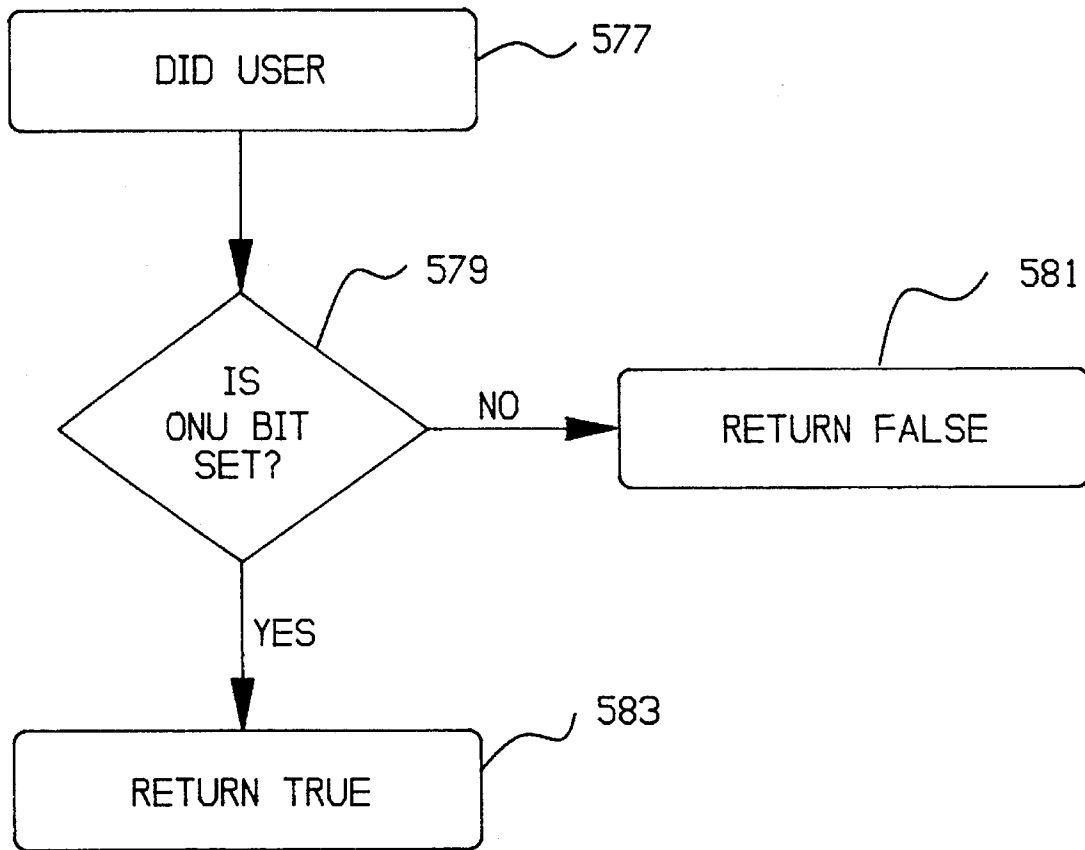 DID USER
577
579
IS
ONU BIT
SET?
NO
581
RETURN FALSE
YES
583
RETURN TRUE